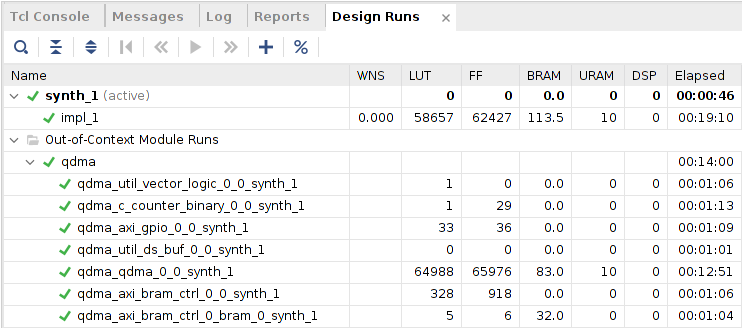 Tcl Console Messages Log Reports Design Runs
Name WNS LUT FF BRAM URAM DSP Elapsed
synth_1 (active) 0 0 0.0 0 0 00:00:46
impl_1 0.000 58657 62427 113.5 10 0 00:19:10
Out-of-Context Module Runs
qdma 00:14:00
qdma_util_vector_logic_0_0_synth_1 1 0 0.0 0 0 00:01:06
qdma_c_counter_binary_0_0_synth_1 1 29 0.0 0 0 00:01:13
qdma_axi_gpio_0_0_synth_1 33 36 0.0 0 0 00:01:09
qdma_util_ds_buf_0_0_synth_1 0 0 0.0 0 0 00:01:01
qdma_qdma_0_0_synth_1 64988 65976 83.0 10 0 00:12:51
qdma_axi_bram_ctrl_0_0_synth_1 328 918 0.0 0 0 00:01:06
qdma_axi_bram_ctrl_0_bram_0_synth_1 5 6 32.0 0 0 00:01:04